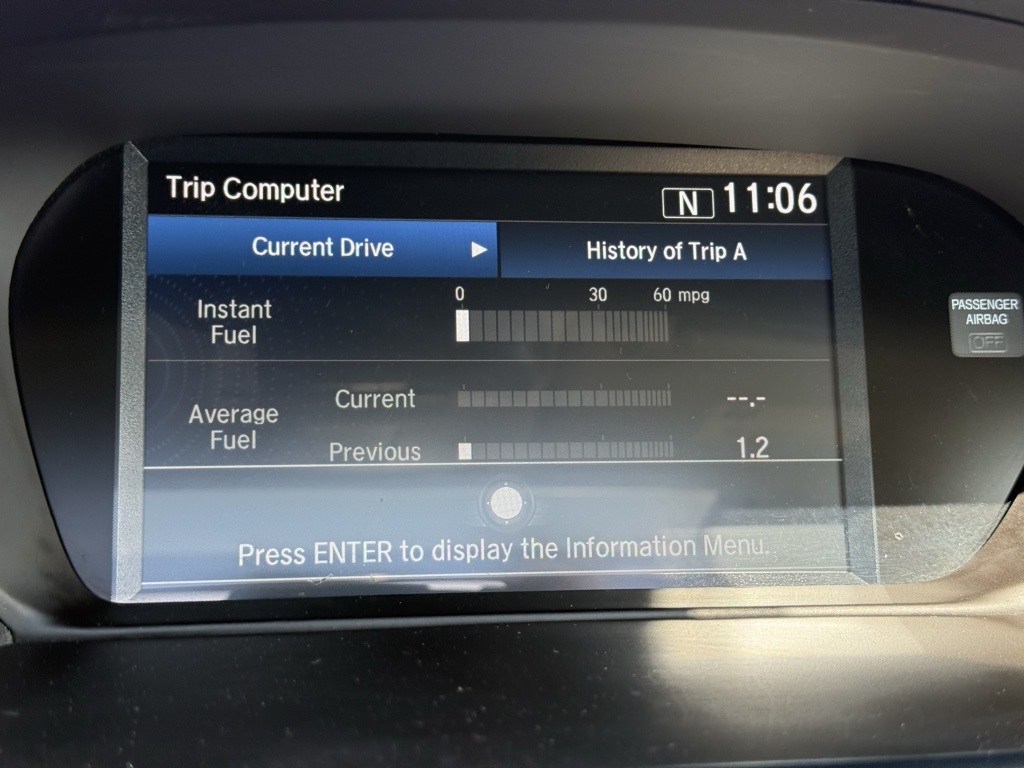 Trip Computer
N 11:06
Current Drive ▶ History of Trip A
0 30 60 mpg
Instant
Fuel
PASSENGER
AIRBAG
OFF
Current --.-
Average
Fuel
Previous 1.2
Press ENTER to display the Information Menu.